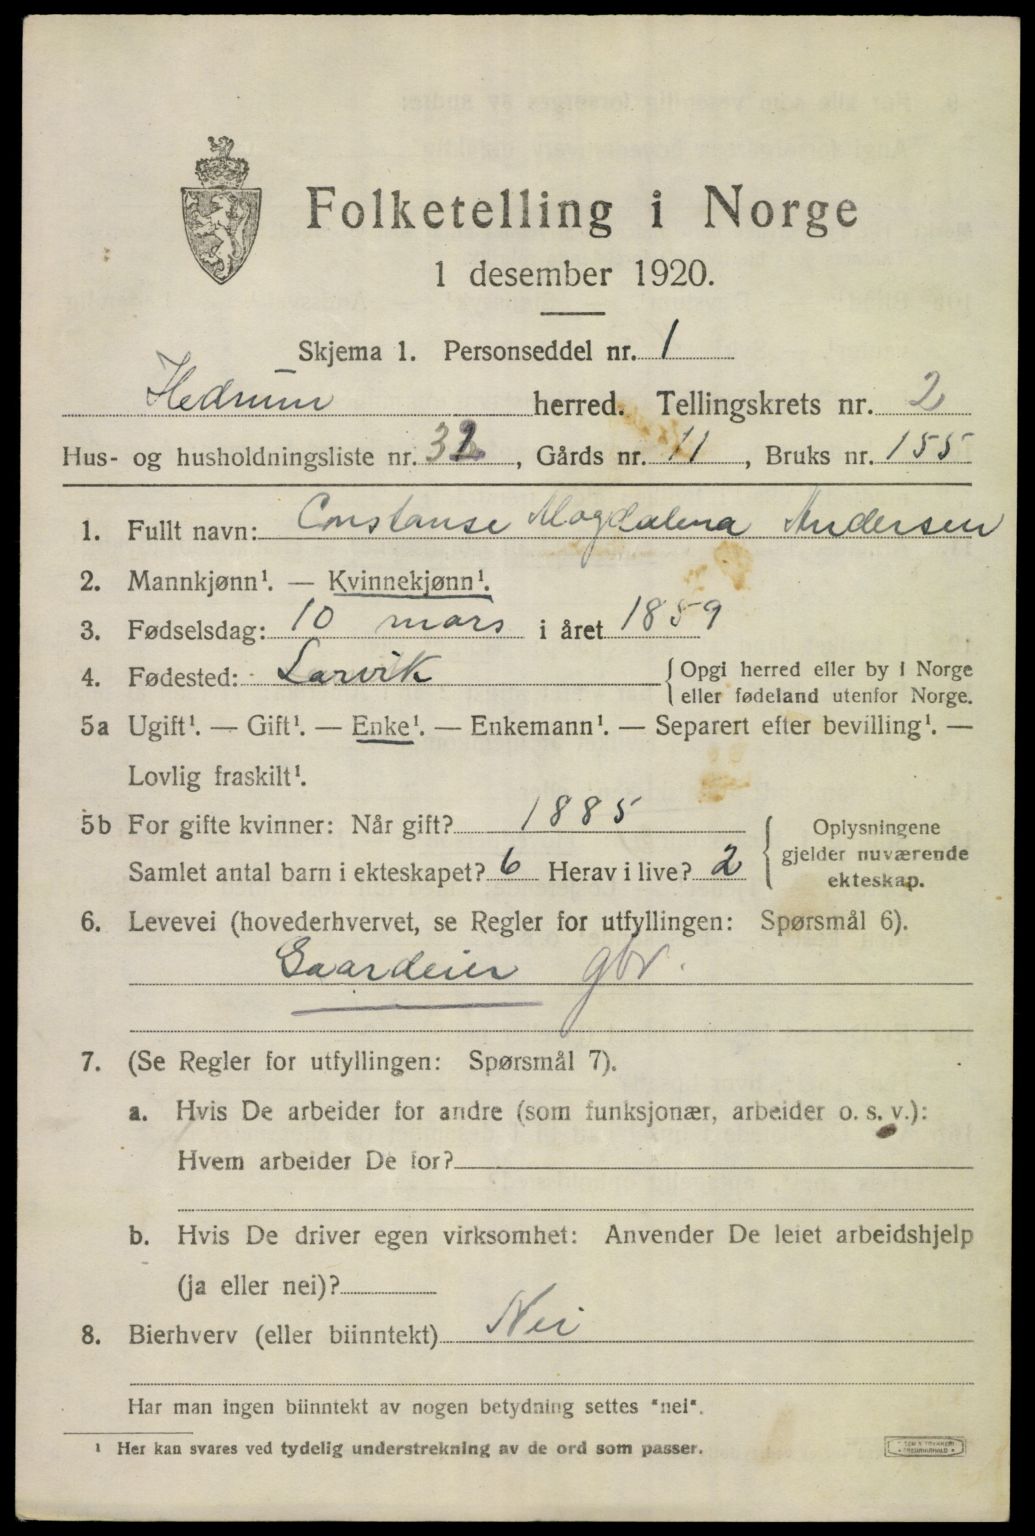 Folketelling i Norge
1 desember 1920.
Skjema 1. Personseddel nr. 1
Hedrum herred. Tellingskrets nr. 2
Hus- og husholdningsliste nr. 32, Gårds nr. 11, Bruks nr. 155
1. Fullt navn: Constanse Magdalena Andersen
2. Mannkjønn¹. — Kvinnekjønn¹.
3. Fødselsdag: 10 mars i året 1859
4. Fødested: Larvik { Opgi herred eller by i Norge
eller fødeland utenfor Norge.
5a Ugift¹. — Gift¹. — Enke¹. — Enkemann¹. — Separert efter bevilling¹. —
Lovlig fraskilt¹.
5b For gifte kvinner: Når gift? 1885
Samlet antal barn i ekteskapet? 6 Herav i live? 2
{ Oplysningene
gjelder nuværende
ekteskap.
6. Levevei (hovederhvervet, se Regler for utfyllingen: Spørsmål 6).
Gaardeier gbr.
7. (Se Regler for utfyllingen: Spørsmål 7).
a. Hvis De arbeider for andre (som funksjonær, arbeider o. s. v.):
Hvem arbeider De for?
b. Hvis De driver egen virksomhet: Anvender De leiet arbeidshjelp
(ja eller nei)?
8. Bierhverv (eller biinntekt) Nei
Har man ingen biinntekt av nogen betydning settes "nei".
¹ Her kan svares ved tydelig understrekning av de ord som passer.